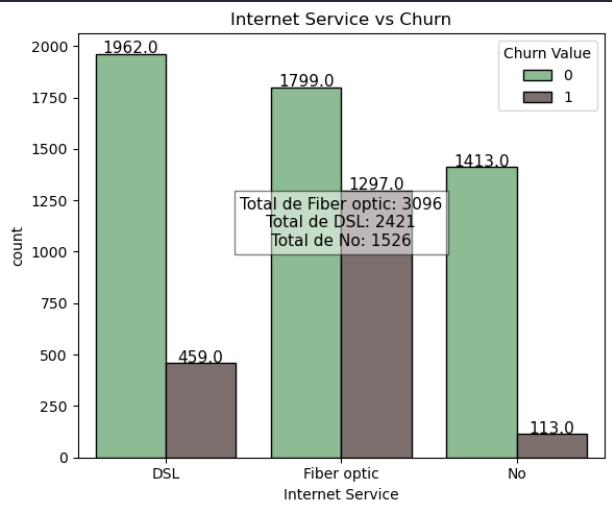 Internet Service vs Churn
2000
1750
1500
1250
1000
750
500
250
0
count
1962.0
459.0
1799.0
1297.0
1413.0
113.0
Churn Value
0
1
Total de Fiber optic: 3096
Total de DSL: 2421
Total de No: 1526
DSL
Fiber optic
No
Internet Service